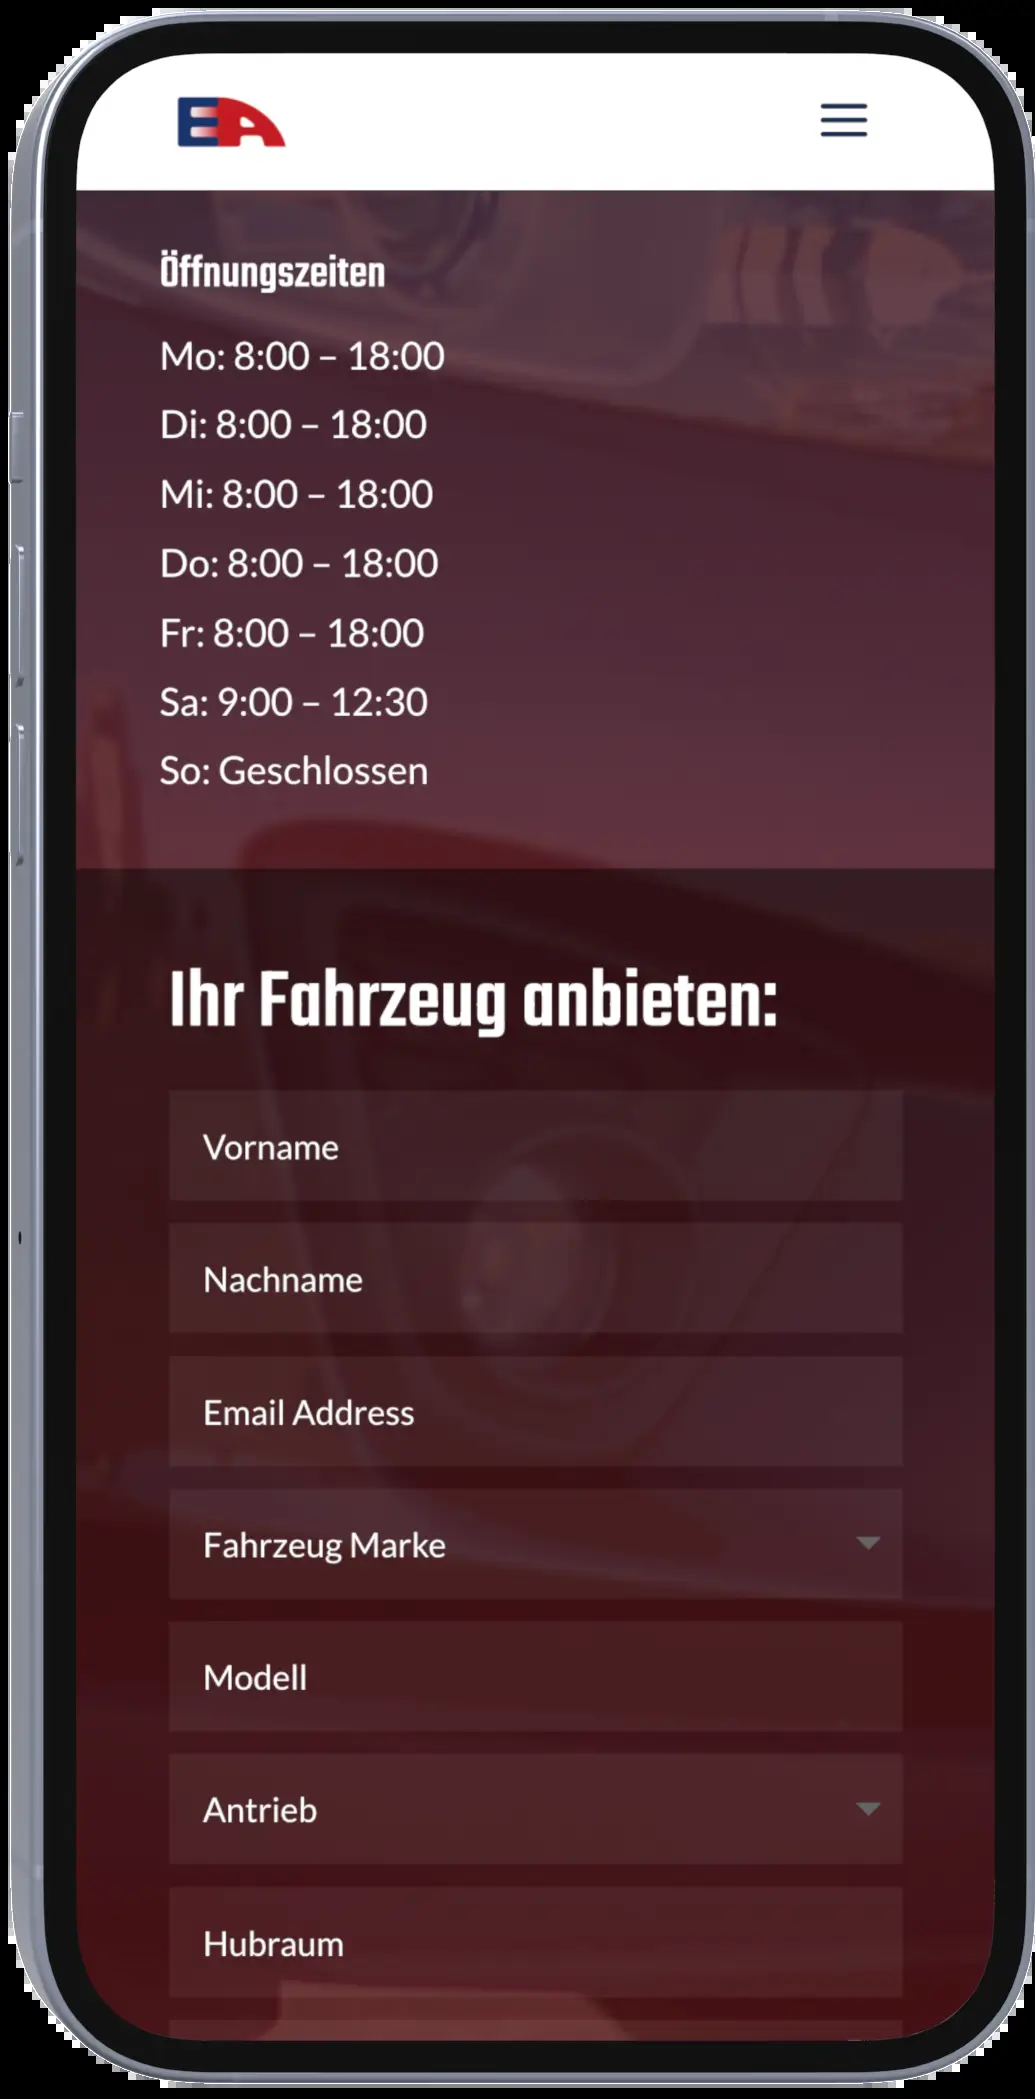 EA
Öffnungszeiten
Mo: 8:00 – 18:00
Di: 8:00 – 18:00
Mi: 8:00 – 18:00
Do: 8:00 – 18:00
Fr: 8:00 – 18:00
Sa: 9:00 – 12:30
So: Geschlossen
Ihr Fahrzeug anbieten:
Vorname
Nachname
Email Address
Fahrzeug Marke
Modell
Antrieb
Hubraum